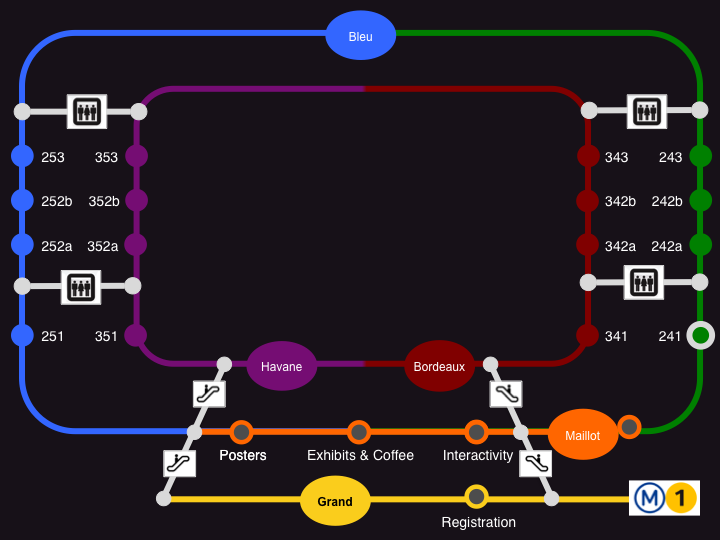 Bleu
253 353 343 243
252b 352b 342b 242b
252a 352a 342a 242a
251 351 341 241
Havane Bordeaux
Maillot
Posters Exhibits & Coffee Interactivity
Grand M 1
Registration